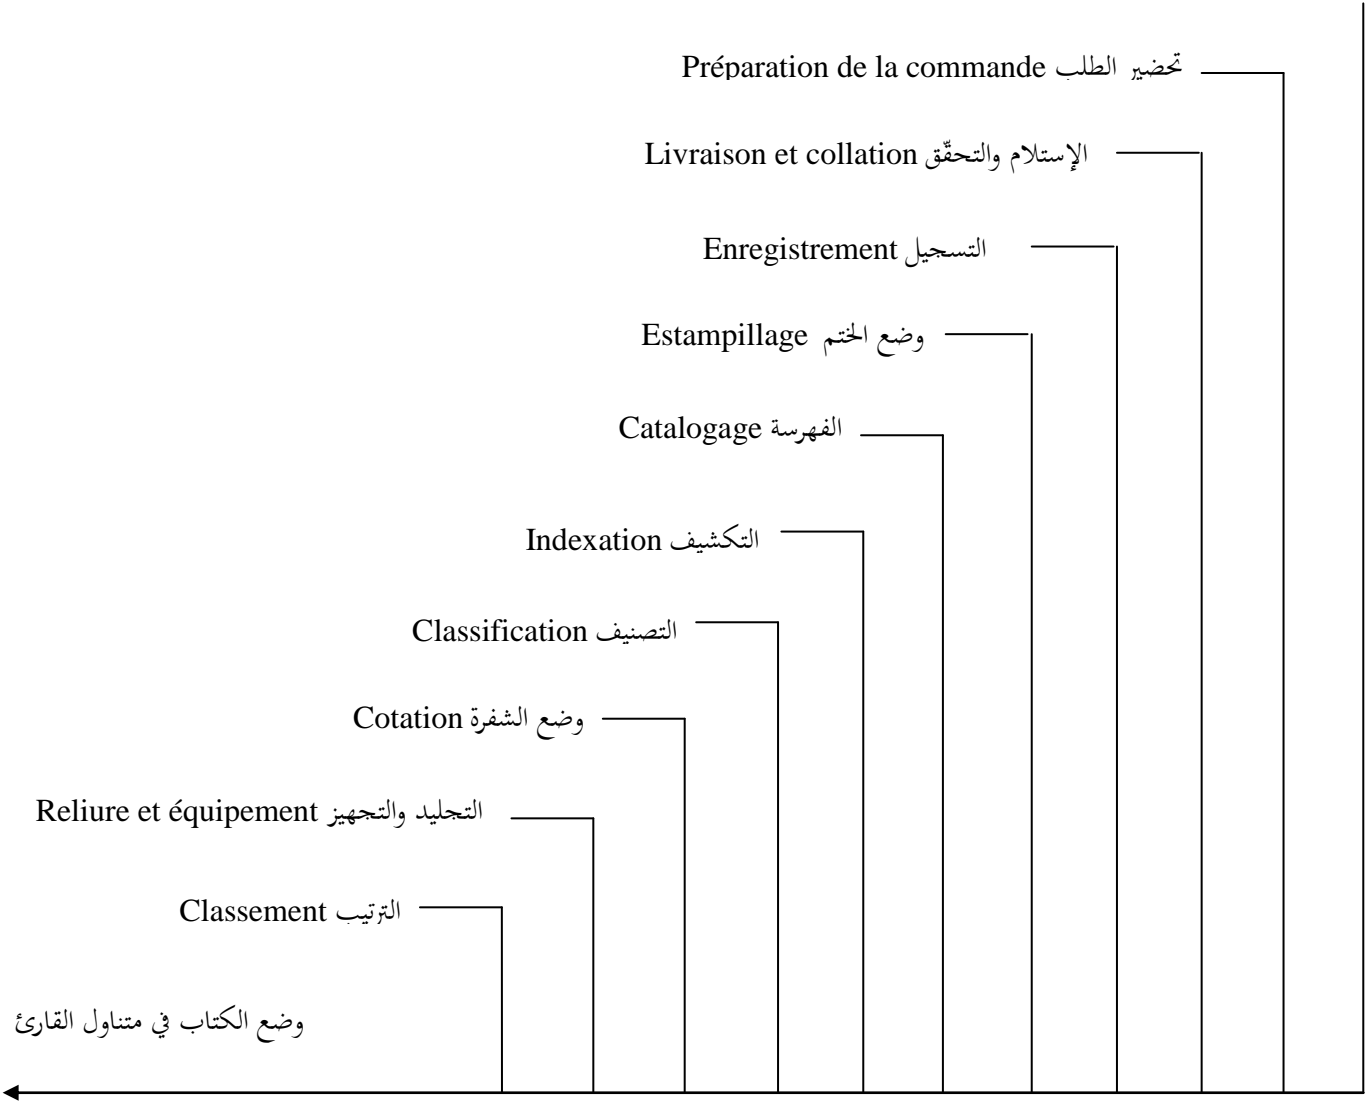 تحضير الطلب Préparation de la commande
الإستلام والتحقّق Livraison et collation
التسجيل Enregistrement
وضع الختم Estampillage
الفهرسة Catalogage
التكشيف Indexation
التصنيف Classification
وضع الشفرة Cotation
التجليد والتجهيز Reliure et équipement
الترتيب Classement
وضع الكتاب في متناول القارئ